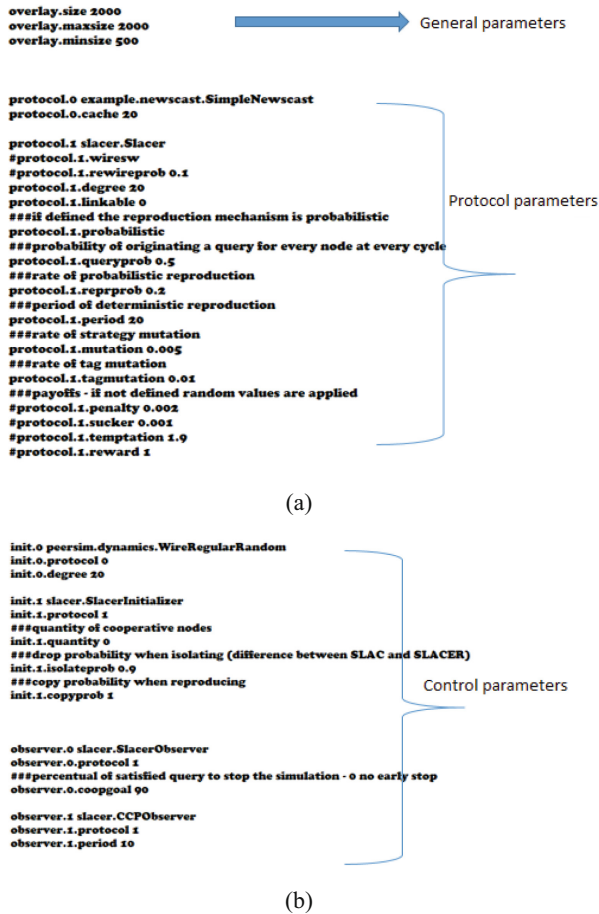 overlay.size 2000
overlay.maxsize 2000
overlay.minsize 500
General parameters
protocol.0 example.newscast.SimpleNewscast
protocol.0.cache 20
protocol.1 slacer.Slacer
#protocol.1.wiresw
#protocol.1.rewireprob 0.1
protocol.1.degree 20
protocol.1.linkable 0
###if defined the reproduction mechanism is probabilistic
protocol.1.probabilistic
###probability of originating a query for every node at every cycle
protocol.1.queryprob 0.5
###rate of probabilistic reproduction
protocol.1.reprprob 0.2
###period of deterministic reproduction
protocol.1.period 20
###rate of strategy mutation
protocol.1.mutation 0.005
###rate of tag mutation
protocol.1.tagmutation 0.01
###payoffs - if not defined random values are applied
#protocol.1.penalty 0.002
#protocol.1.sucker 0.001
#protocol.1.temptation 1.9
#protocol.1.reward 1
Protocol parameters
(a)
init.0 peersim.dynamics.WireRegularRandom
init.0.protocol 0
init.0.degree 20
init.1 slacer.SlacerInitializer
init.1.protocol 1
###quantity of cooperative nodes
init.1.quantity 0
###drop probability when isolating (difference between SLAC and SLACER)
init.1.isolateprob 0.9
###copy probability when reproducing
init.1.copyprob 1
Control parameters
observer.0 slacer.SlacerObserver
observer.0.protocol 1
###percentual of satisfied query to stop the simulation - 0 no early stop
observer.0.coopgoal 90
observer.1 slacer.CCPObserver
observer.1.protocol 1
observer.1.period 10
(b)